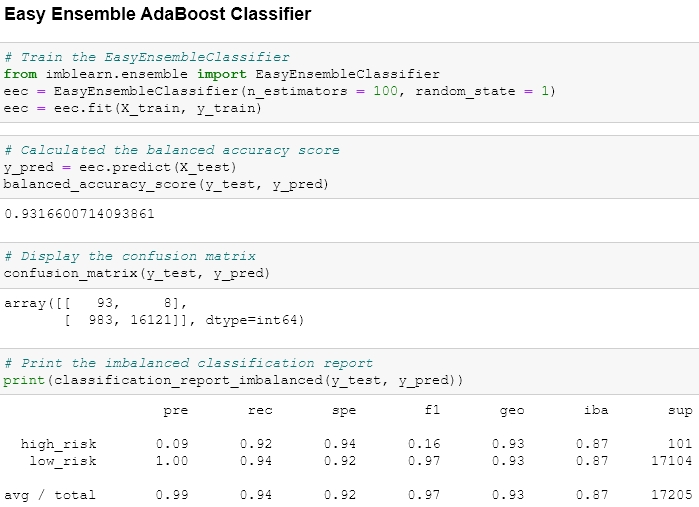 Easy Ensemble AdaBoost Classifier
# Train the EasyEnsembleClassifier
from imblearn.ensemble import EasyEnsembleClassifier
eec = EasyEnsembleClassifier(n_estimators = 100, random_state = 1)
eec = eec.fit(X_train, y_train)
# Calculated the balanced accuracy score
y_pred = eec.predict(X_test)
balanced_accuracy_score(y_test, y_pred)
0.9316600714093861
# Display the confusion matrix
confusion_matrix(y_test, y_pred)
array([[   93,     8],
       [  983, 16121]], dtype=int64)
# Print the imbalanced classification report
print(classification_report_imbalanced(y_test, y_pred))
                   pre       rec       spe        f1       geo       iba       sup
  high_risk       0.09      0.92      0.94      0.16      0.93      0.87       101
   low_risk       1.00      0.94      0.92      0.97      0.93      0.87     17104
avg / total       0.99      0.94      0.92      0.97      0.93      0.87     17205